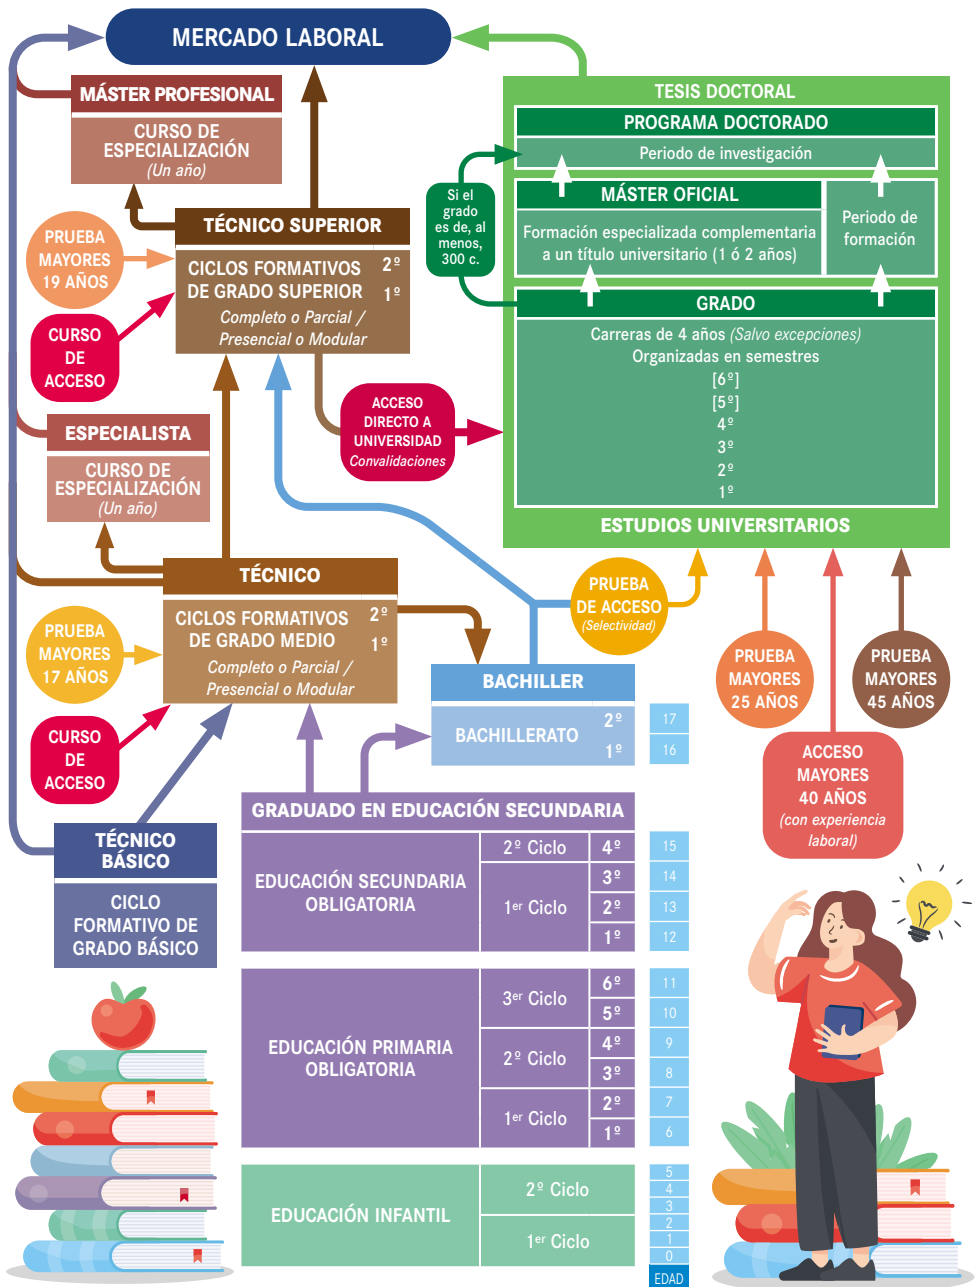 MERCADO LABORAL
MÁSTER PROFESIONAL
CURSO DE
ESPECIALIZACIÓN
(Un año)
TÉCNICO SUPERIOR
CICLOS FORMATIVOS 2º
DE GRADO SUPERIOR 1º
Completo o Parcial /
Presencial o Modular
PRUEBA
MAYORES
19 AÑOS
CURSO
DE
ACCESO
TESIS DOCTORAL
PROGRAMA DOCTORADO
Periodo de investigación
Si el
grado
es de, al
menos,
300 c.
MÁSTER OFICIAL
Formación especializada complementaria
a un título universitario (1 ó 2 años)
Periodo de
formación
GRADO
Carreras de 4 años (Salvo excepciones)
Organizadas en semestres
[6º]
[5º]
4º
3º
2º
1º
ESTUDIOS UNIVERSITARIOS
ACCESO
DIRECTO A
UNIVERSIDAD
Convalidaciones
ESPECIALISTA
CURSO DE
ESPECIALIZACIÓN
(Un año)
TÉCNICO
CICLOS FORMATIVOS 2º
DE GRADO MEDIO 1º
Completo o Parcial /
Presencial o Modular
PRUEBA
MAYORES
17 AÑOS
CURSO
DE
ACCESO
PRUEBA
DE ACCESO
(Selectividad)
PRUEBA
MAYORES
25 AÑOS
PRUEBA
MAYORES
45 AÑOS
ACCESO
MAYORES
40 AÑOS
(con experiencia
laboral)
BACHILLER
BACHILLERATO
2º 17
1º 16
TÉCNICO
BÁSICO
CICLO
FORMATIVO DE
GRADO BÁSICO
GRADUADO EN EDUCACIÓN SECUNDARIA
EDUCACIÓN SECUNDARIA
OBLIGATORIA
2º Ciclo 4º 15
3º 14
1er Ciclo 2º 13
1º 12
EDUCACIÓN PRIMARIA
OBLIGATORIA
3er Ciclo 6º 11
5º 10
2º Ciclo 4º 9
3º 8
1er Ciclo 2º 7
1º 6
EDUCACIÓN INFANTIL
2º Ciclo
1er Ciclo
5
4
3
2
1
0
EDAD